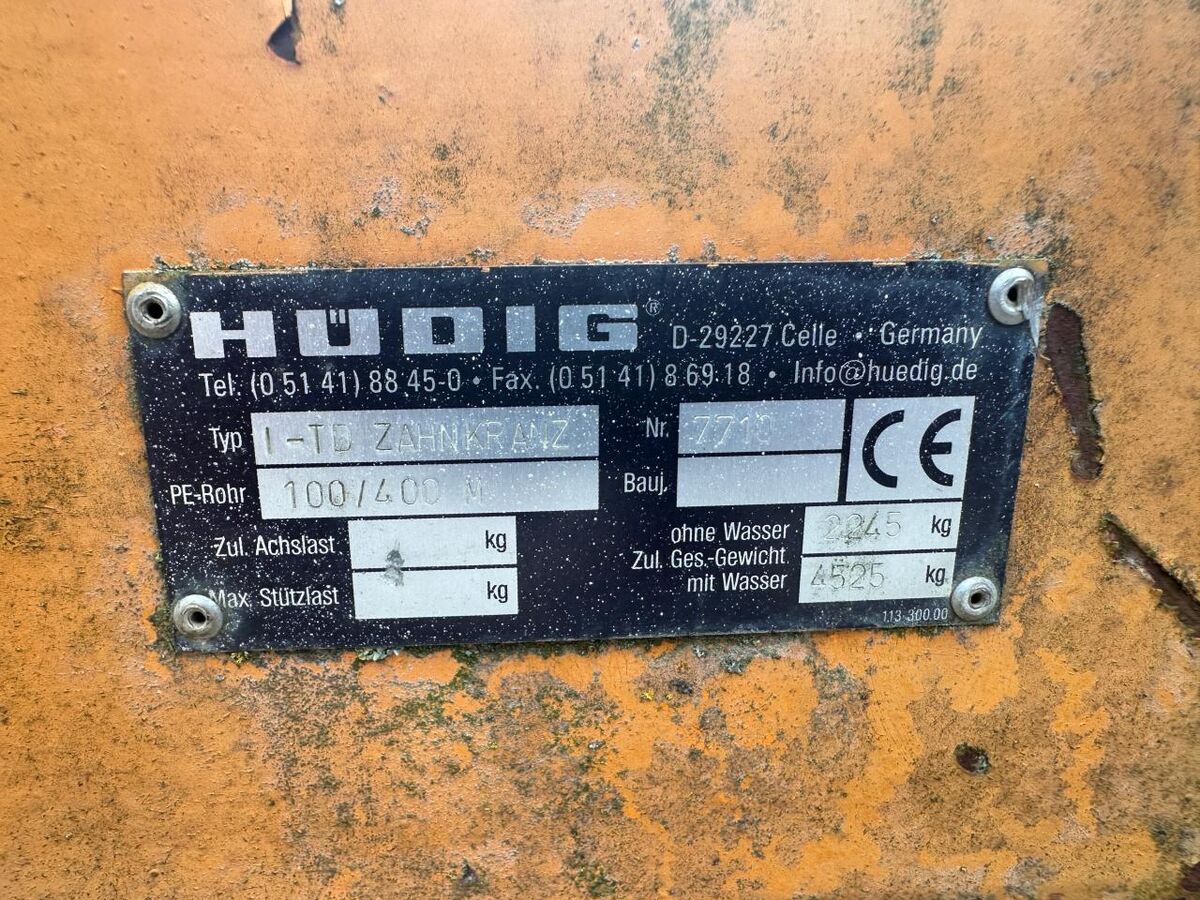 HÜDIG® D-29227 Celle • Germany
Tel. (0 51 41) 88 45-0 • Fax. (0 51 41) 8 69 18 • Info@huedig.de
Typ I-TD ZAHNKRANZ Nr. 7710
PE-Rohr 100/400 M Bauj. CE
Zul. Achslast kg ohne Wasser 2245 kg
Zul. Ges.-Gewicht
Max. Stützlast kg mit Wasser 4525 kg
113 300.00